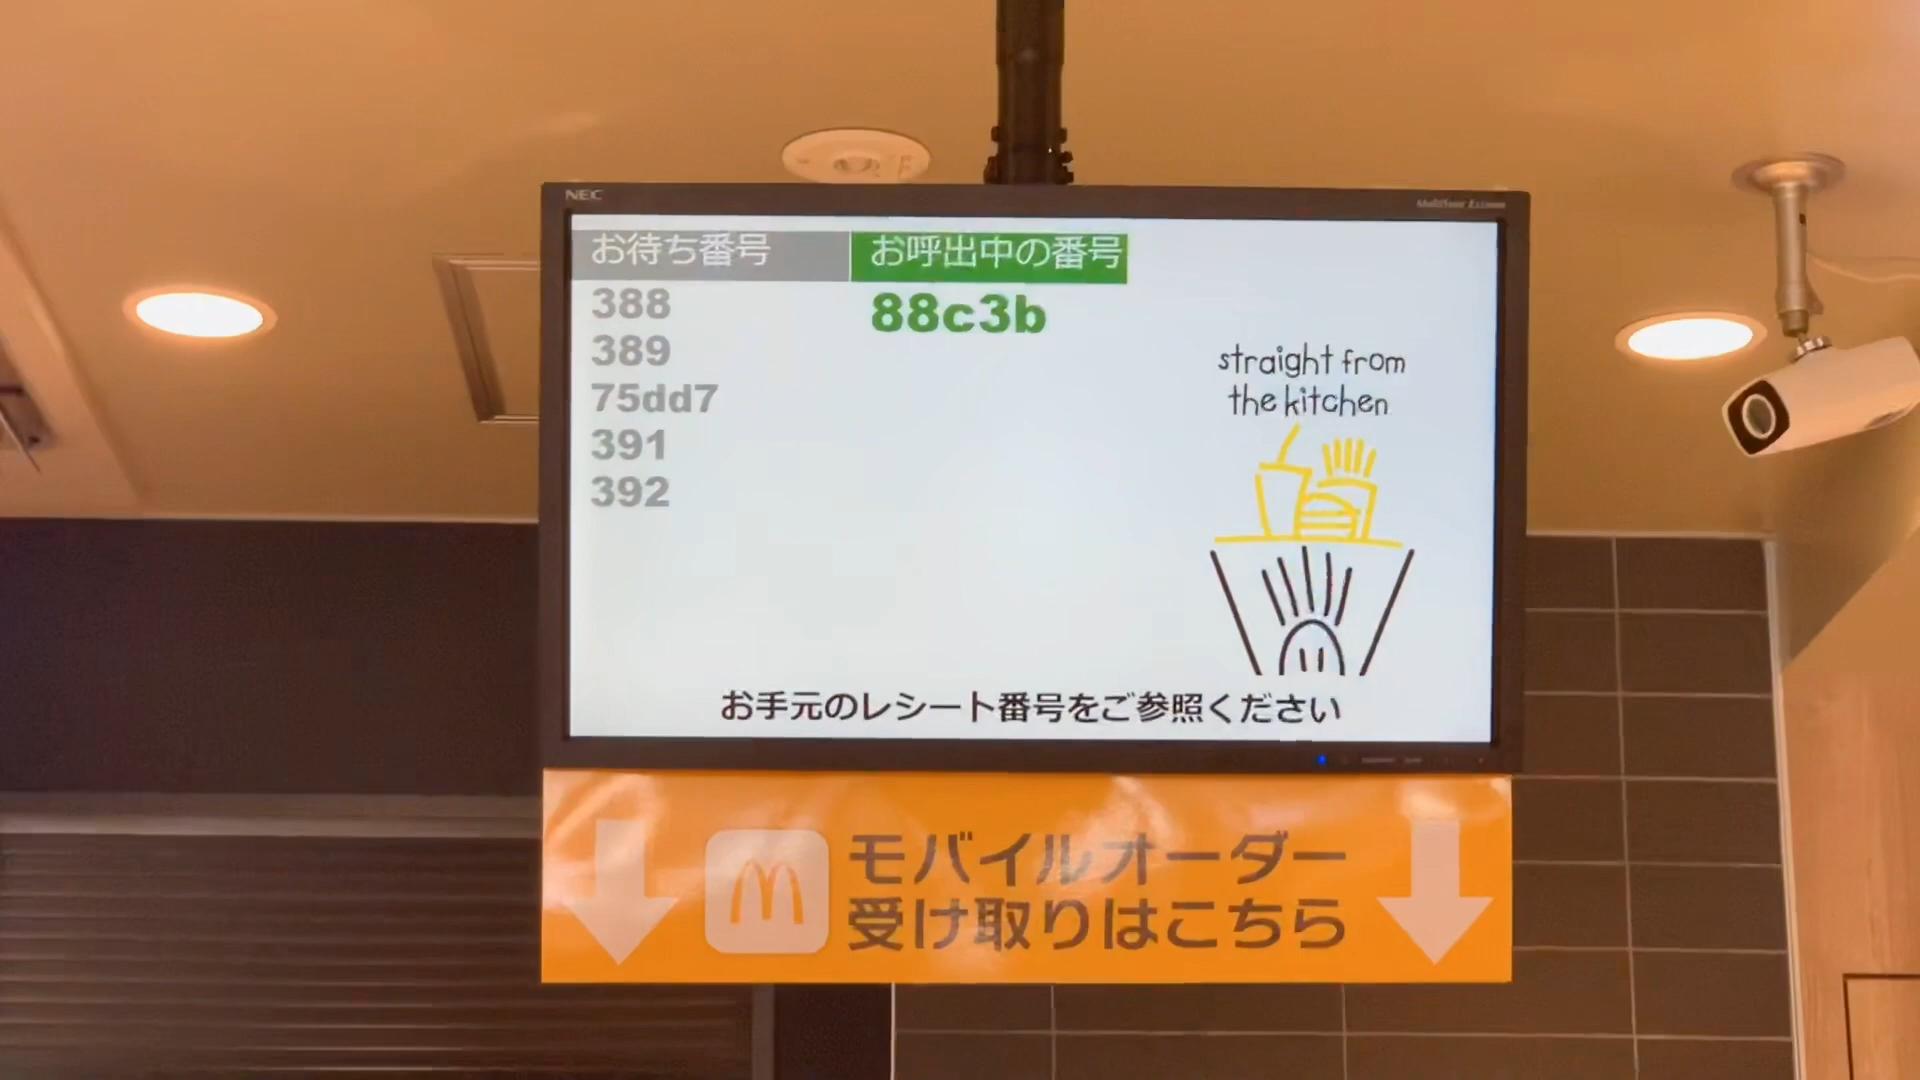 NEC
MultiSync EX231W
お待ち番号
お呼出中の番号
388
88c3b
389
75dd7
391
392
straight from
the kitchen
お手元のレシート番号をご参照ください
モバイルオーダー
受け取りはこちら